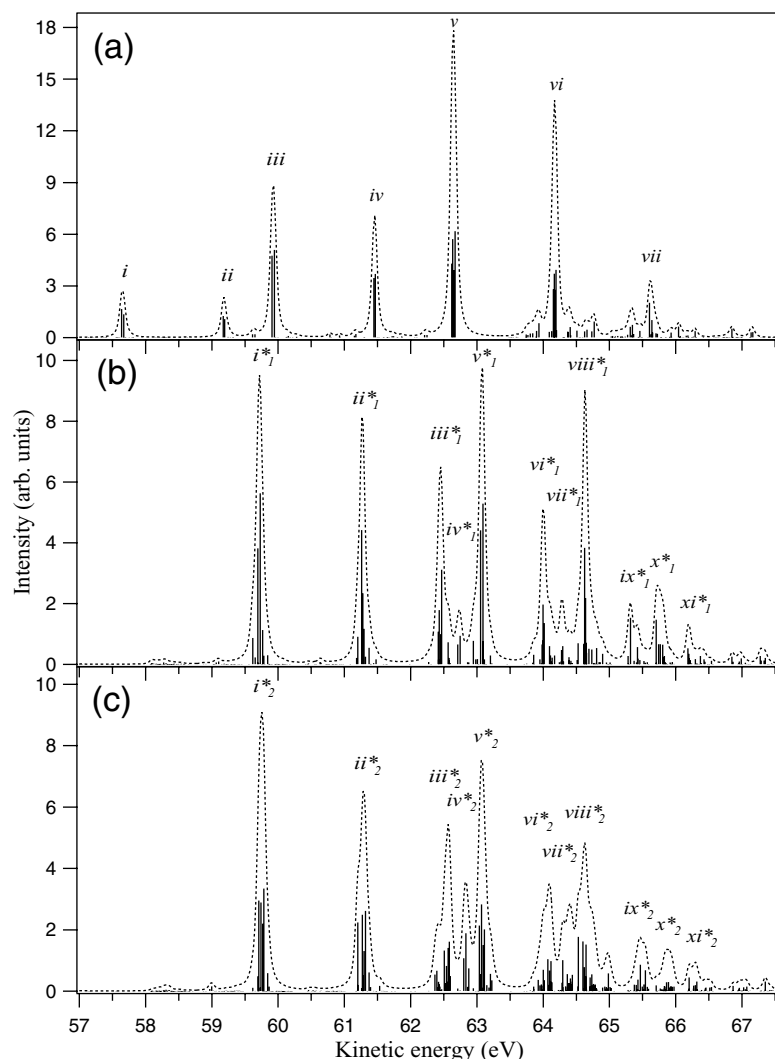 (a)
18
15
12
9
6
3
0
i
ii
iii
iv
v
vi
vii
(b)
10
8
6
4
2
0
i*1
ii*1
iii*1
iv*1
v*1
vi*1
vii*1
viii*1
ix*1
x*1
xi*1
Intensity (arb. units)
(c)
10
8
6
4
2
0
i*2
ii*2
iii*2
iv*2
v*2
vi*2
vii*2
viii*2
ix*2
x*2
xi*2
57 58 59 60 61 62 63 64 65 66 67
Kinetic energy (eV)